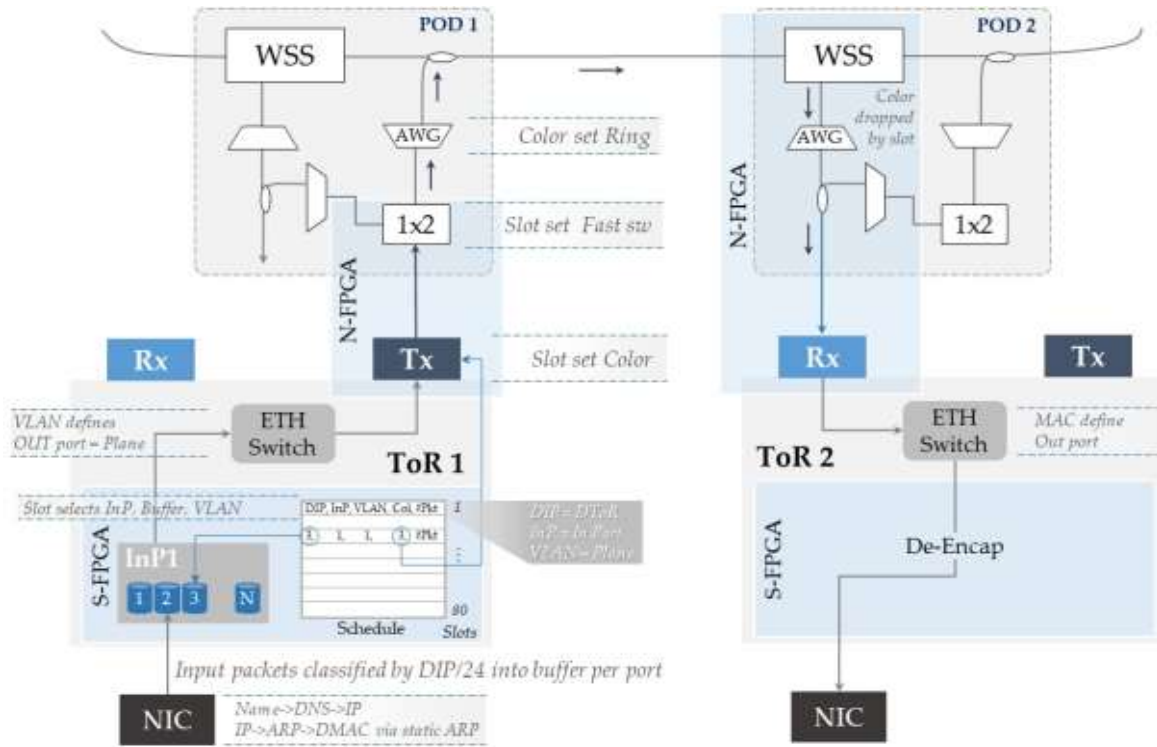 POD 1
POD 2
WSS
WSS
Color
dropped
by slot
AWG
Color set Ring
AWG
N-FPGA
1x2
Slot set Fast sw
1x2
N-FPGA
Rx
Tx
Slot set Color
Rx
Tx
VLAN defines
OUT port = Plane
ETH
Switch
ToR 1
ETH
Switch
MAC define
Out port
ToR 2
Slot selects InP, Buffer, VLAN
DIP, InP, VLAN, Col, #Pkt
1
DIP = DToR
InP = In Port
VLAN = Plane
1, 1, #Pkt
S-FPGA
InP1
1 2 3 N
80
Schedule
Slots
De-Encap
S-FPGA
Input packets classified by DIP/24 into buffer per port
NIC
Name->DNS->IP
IP->ARP->DMAC via static ARP
NIC